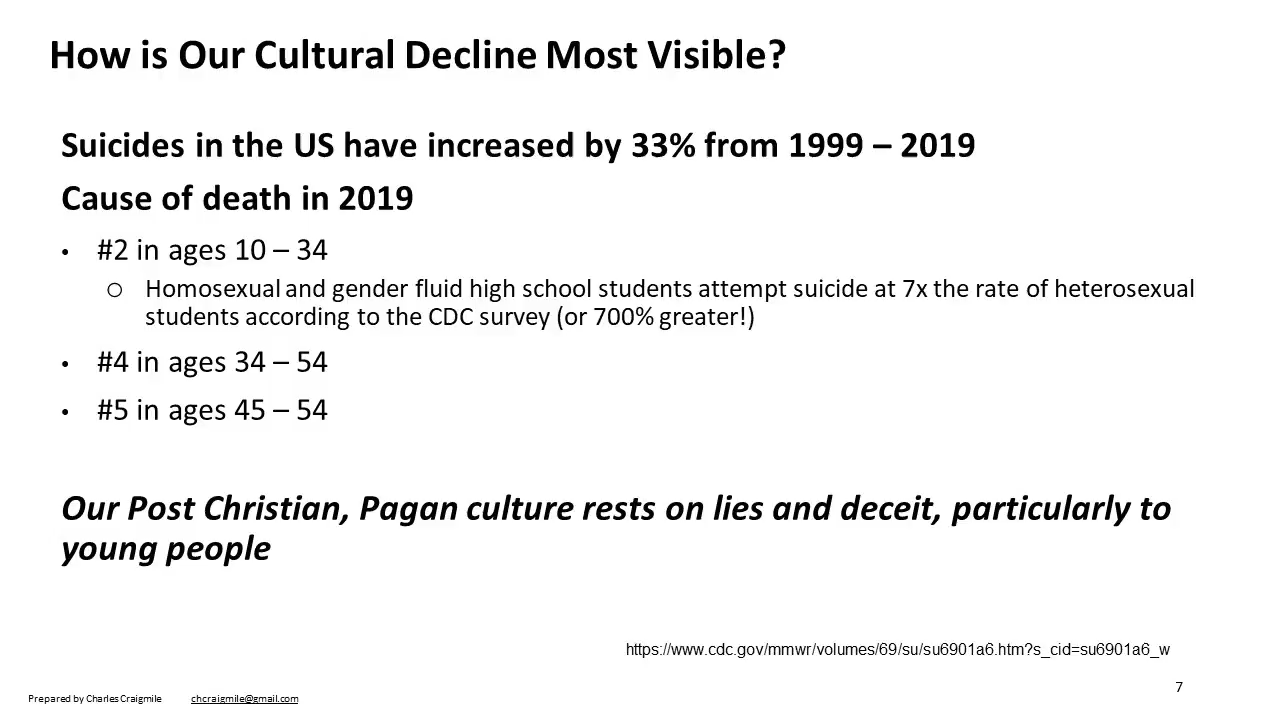 How is Our Cultural Decline Most Visible?
Suicides in the US have increased by 33% from 1999 – 2019
Cause of death in 2019
• #2 in ages 10 – 34
○ Homosexual and gender fluid high school students attempt suicide at 7x the rate of heterosexual
students according to the CDC survey (or 700% greater!)
• #4 in ages 34 – 54
• #5 in ages 45 – 54
Our Post Christian, Pagan culture rests on lies and deceit, particularly to
young people
https://www.cdc.gov/mmwr/volumes/69/su/su6901a6.htm?s_cid=su6901a6_w
7
Prepared by Charles Craigmile chcraigmile@gmail.com